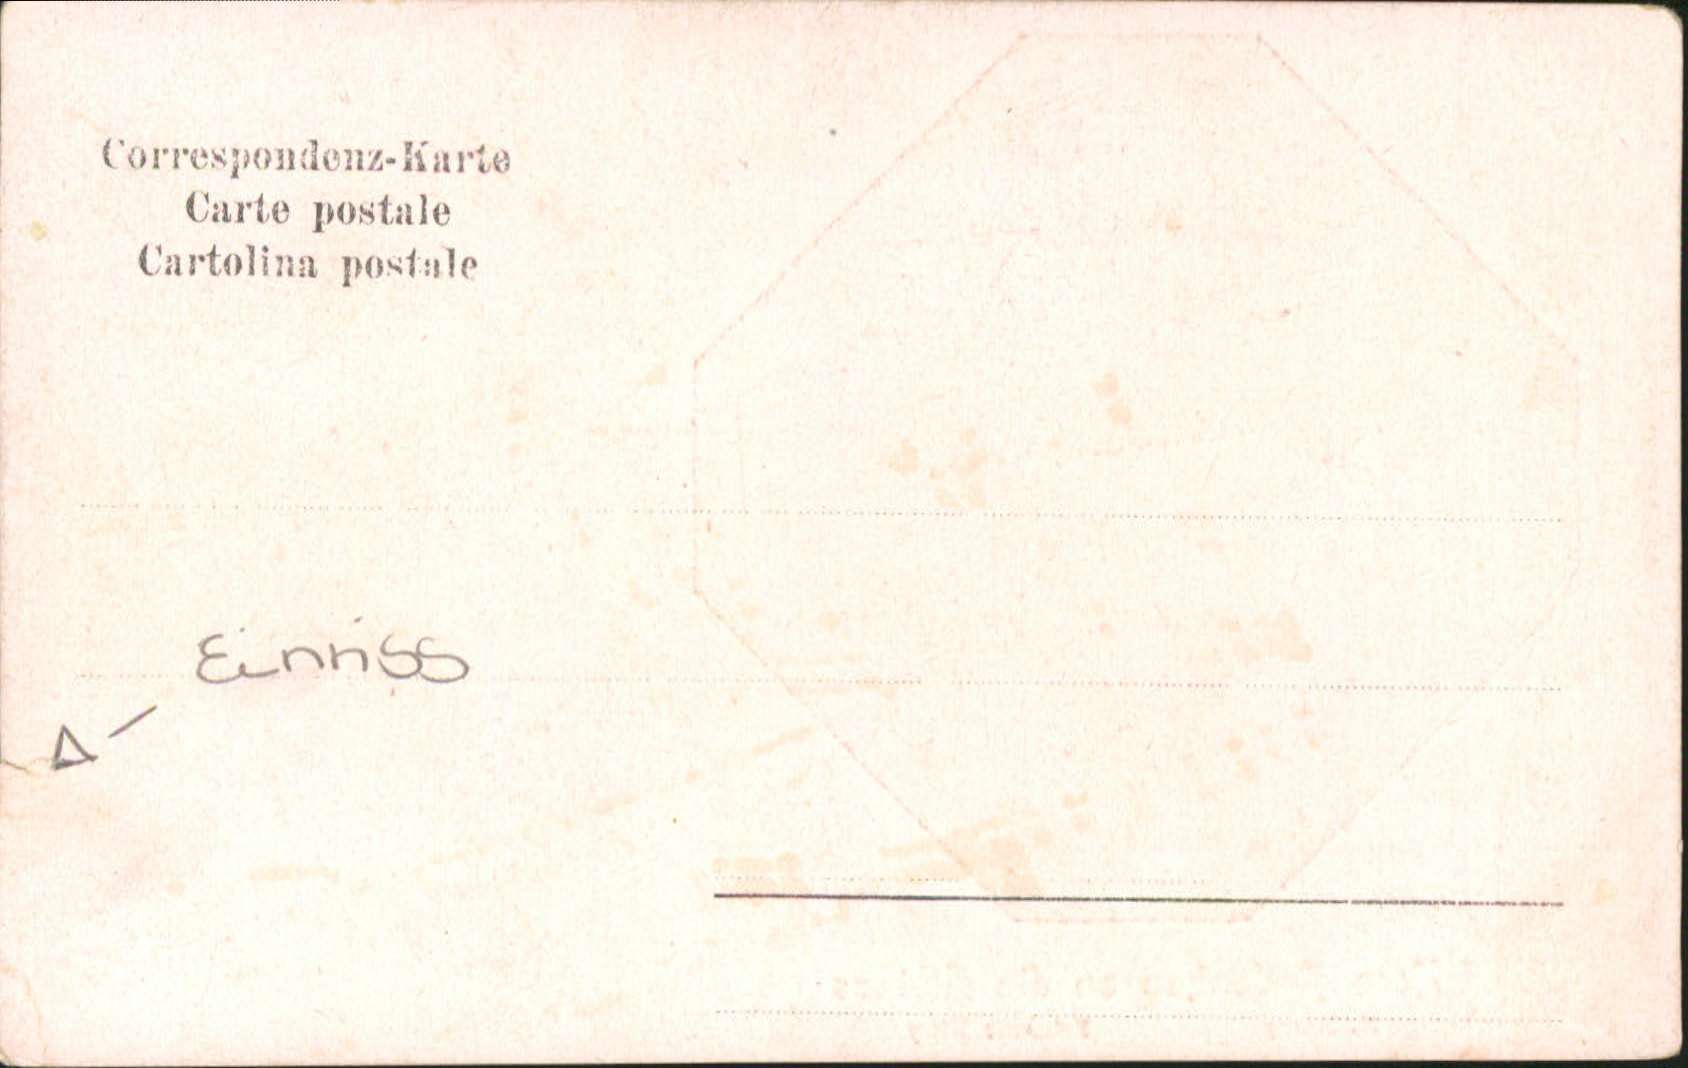 Correspondenz-Karte
Carte postale
Cartolina postale
Einriss